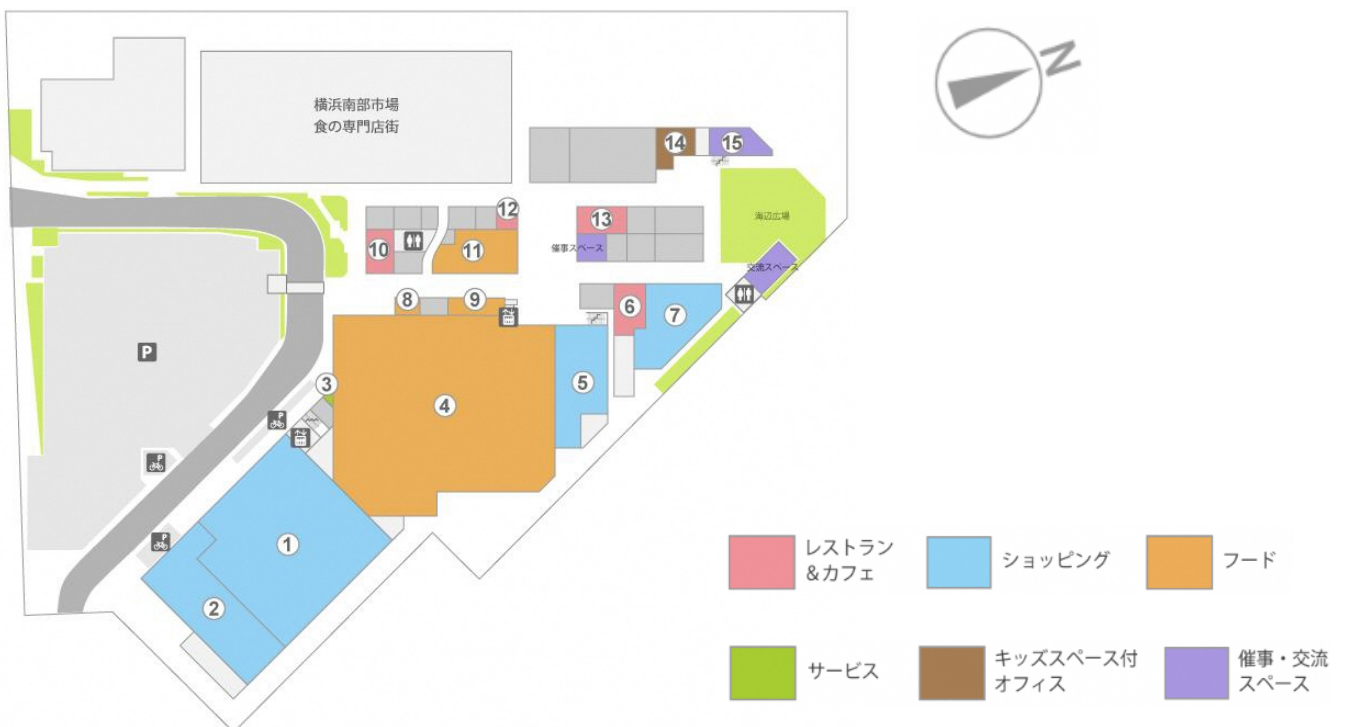 N
横浜南部市場
食の専門店街
14
15
12
13
海辺広場
10
11
催事スペース
交流スペース
8
9
6
7
P
3
5
4
P
P
P
1
2
レストラン
&カフェ
ショッピング
フード
サービス
キッズスペース付
オフィス
催事・交流
スペース